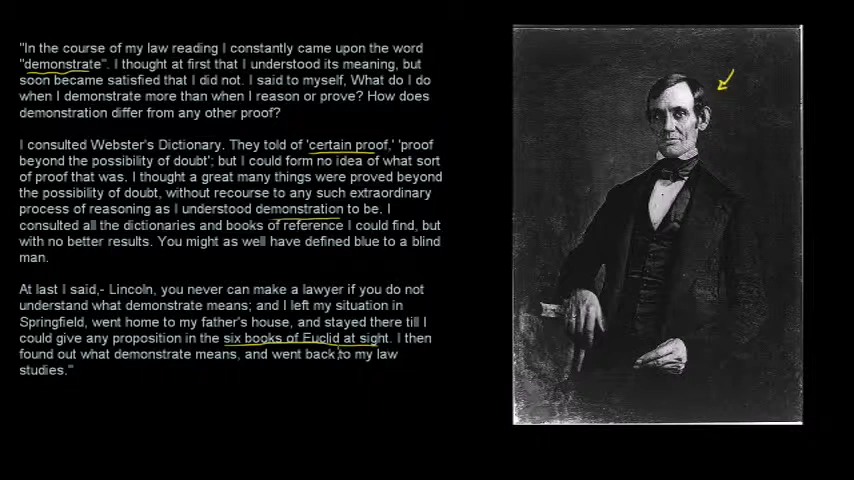 "In the course of my law reading I constantly came upon the word
"demonstrate". I thought at first that I understood its meaning, but
soon became satisfied that I did not. I said to myself, What do I do
when I demonstrate more than when I reason or prove? How does
demonstration differ from any other proof?
I consulted Webster's Dictionary. They told of 'certain proof,' 'proof
beyond the possibility of doubt'; but I could form no idea of what sort
of proof that was. I thought a great many things were proved beyond
the possibility of doubt, without recourse to any such extraordinary
process of reasoning as I understood demonstration to be. I
consulted all the dictionaries and books of reference I could find, but
with no better results. You might as well have defined blue to a blind
man.
At last I said,- Lincoln, you never can make a lawyer if you do not
understand what demonstrate means; and I left my situation in
Springfield, went home to my father's house, and stayed there till I
could give any proposition in the six books of Euclid at sight. I then
found out what demonstrate means, and went back to my law
studies."